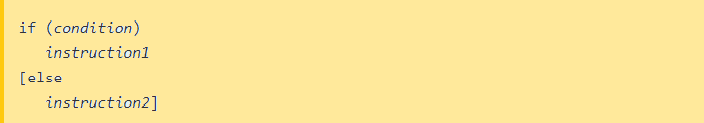 if (condition)
instruction1
[else
instruction2]